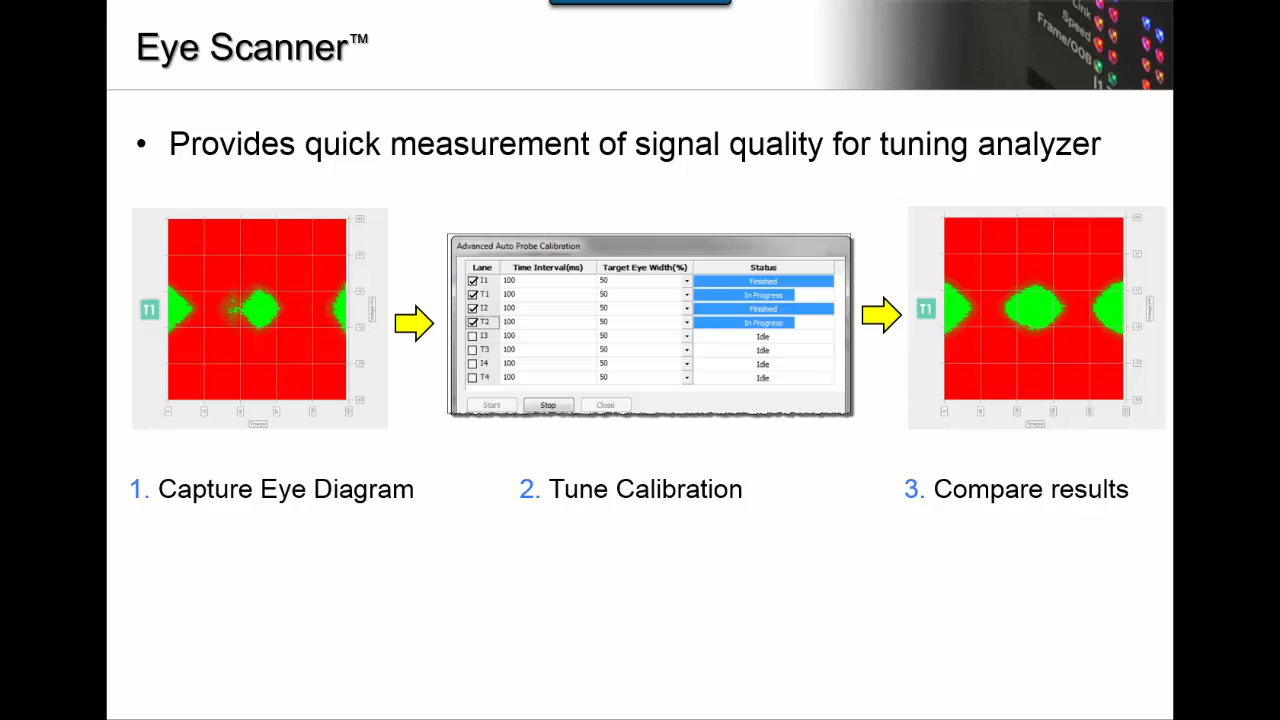 Eye Scanner™
Link
Speed
Frame/OOB
• Provides quick measurement of signal quality for tuning analyzer
T1
Advanced Auto Probe Calibration
Lane Time Interval(ms) Target Eye Width(%) Status
I1 100 50 Finished
T1 100 50 In Progress
I2 100 50 Finished
T2 100 50 In Progress
I3 100 50 Idle
T3 100 50 Idle
I4 100 50 Idle
T4 100 50 Idle
Start Stop Close
T1
1. Capture Eye Diagram
2. Tune Calibration
3. Compare results